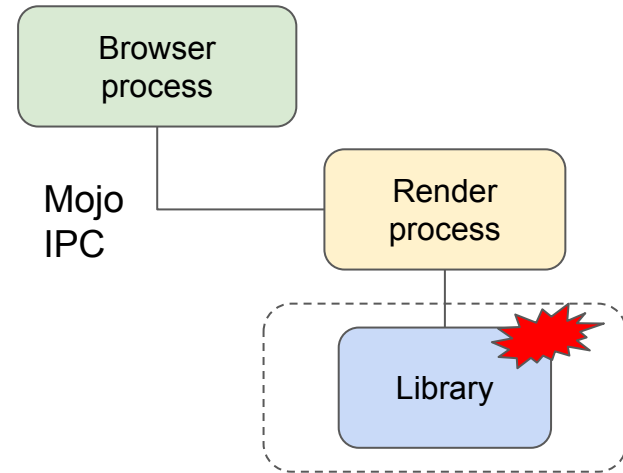 Browser
process
Mojo
IPC
Render
process
Library